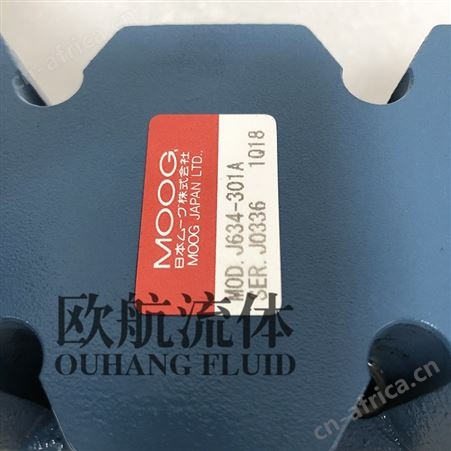 MOOG
日本ムーグ株式会社
MOOG JAPAN LTD.,
MOD. J634-301A
SER. J0336 1018
欧航流体
OUHANG FLUID
cn-africa.com
cn-africa.cn